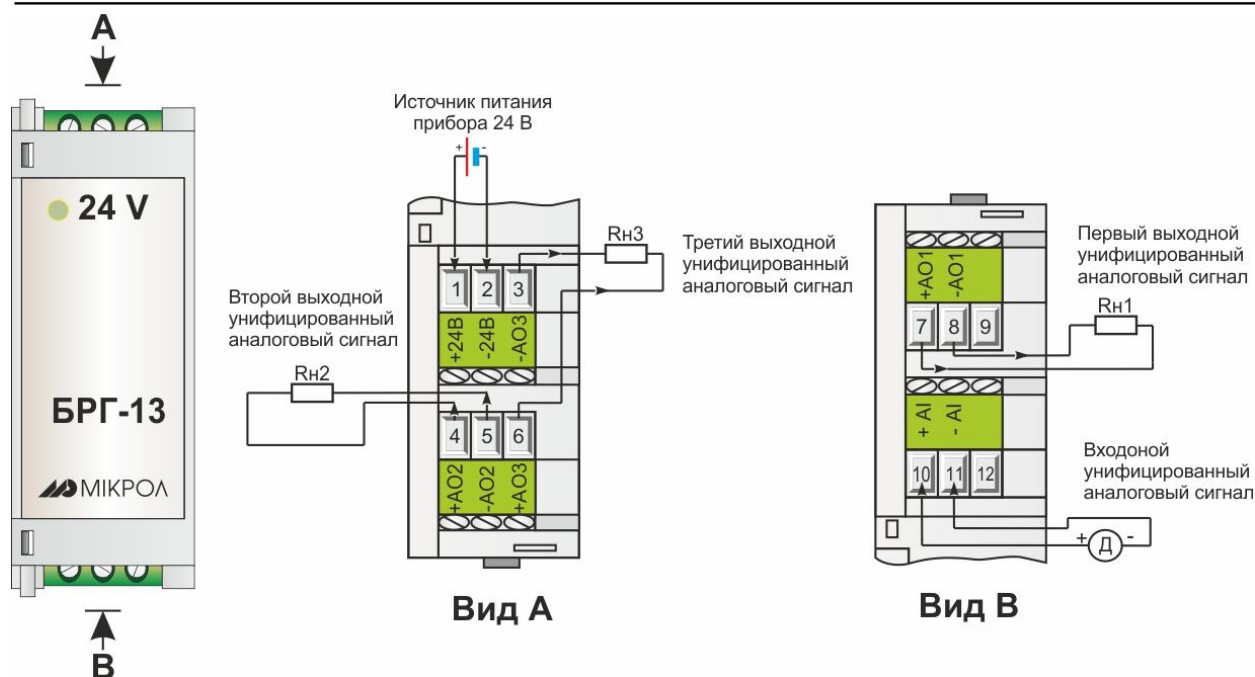 А
24 V
БРГ-13
МІКРОЛ
В
Источник питания
прибора 24 В
+ -
Rн3
Третий выходной
унифицированный
аналоговый сигнал
1 2 3
+24В -24В -АО3
Второй выходной
унифицированный
аналоговый сигнал
Rн2
4 5 6
+АО2 -АО2 +АО3
Вид А
Первый выходной
унифицированный
аналоговый сигнал
+АО1 -АО1
Rн1
7 8 9
+ AI - AI
10 11 12
Входоной
унифицированный
аналоговый сигнал
+ Д -
Вид В